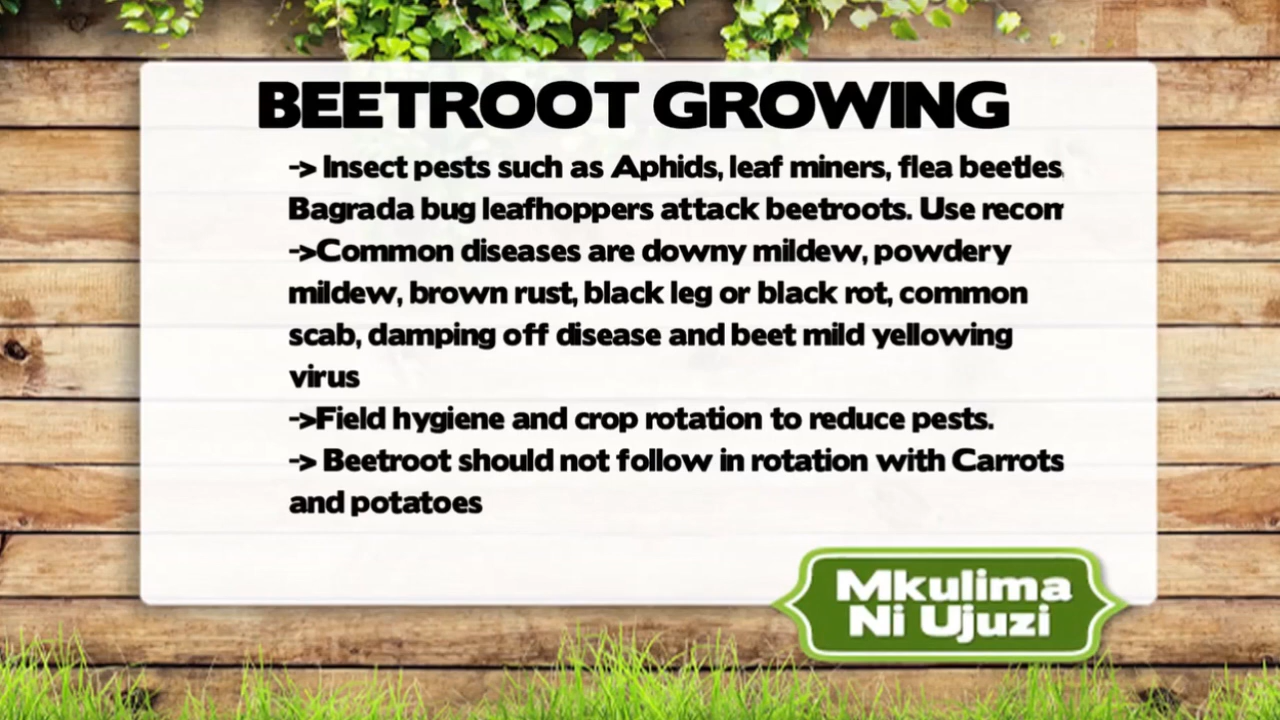 BEETROOT GROWING
-> Insect pests such as Aphids, leaf miners, flea beetles,
Bagrada bug leafhoppers attack beetroots. Use
->Common diseases are downy mildew, powdery
mildew, brown rust, black leg or black rot, common
scab, damping off disease and beet mild yellowing
virus
->Field hygiene and crop rotation to reduce pests.
-> Beetroot should not follow in rotation with Carrots
and potatoes
Mkulima
Ni Ujuzi